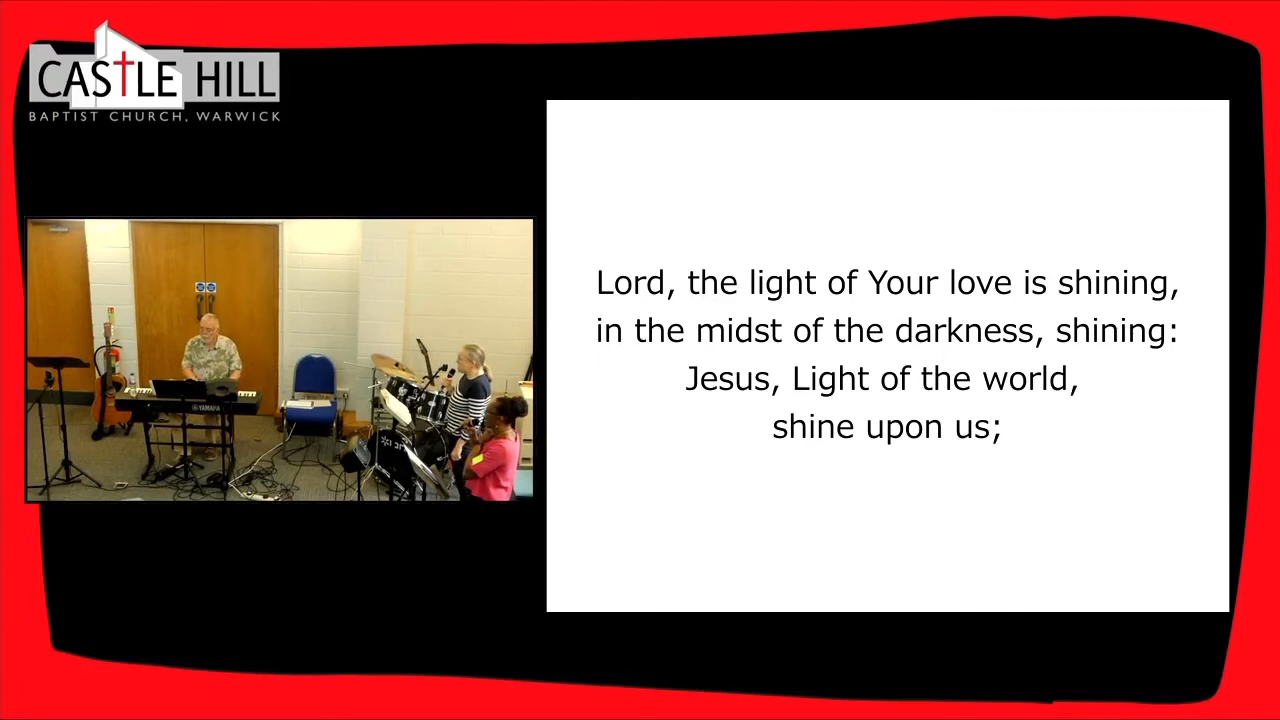 CASTLE HILL
BAPTIST CHURCH, WARWICK
Lord, the light of Your love is shining,
in the midst of the darkness, shining:
Jesus, Light of the world,
shine upon us;
YAMAHA